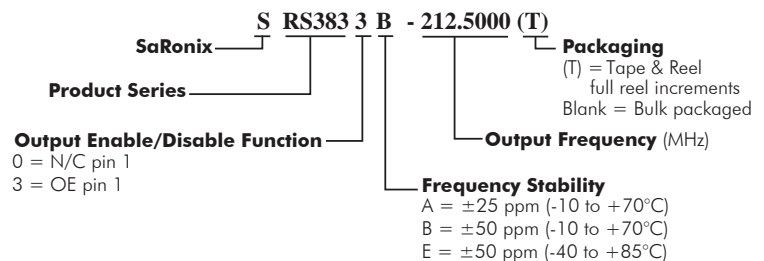 S RS383 3 B - 212.5000 (T)
SaRonix
Packaging
(T) = Tape & Reel
full reel increments
Blank = Bulk packaged
Product Series
Output Enable/Disable Function
0 = N/C pin 1
3 = OE pin 1
Output Frequency (MHz)
Frequency Stability
A = ±25 ppm (-10 to +70°C)
B = ±50 ppm (-10 to +70°C)
E = ±50 ppm (-40 to +85°C)